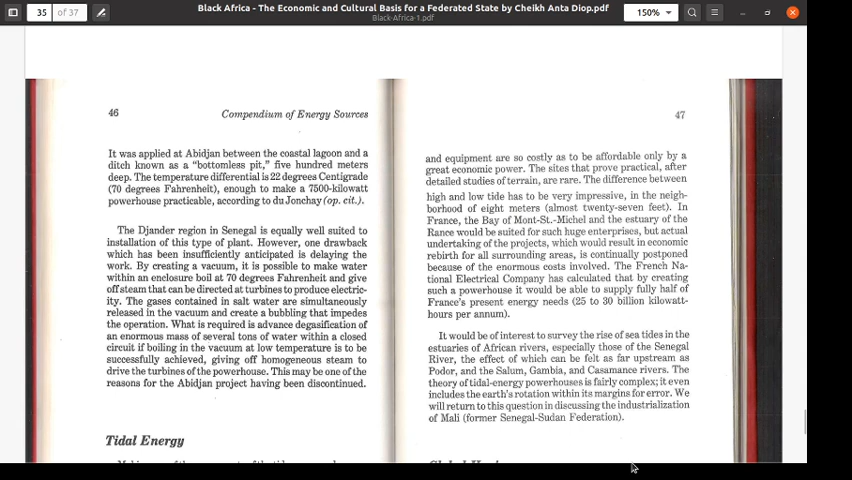 Black Africa - The Economic and Cultural Basis for a Federated State by Cheikh Anta Diop.pdf
Black-Africa-1.pdf
35 of 37
150%
46
Compendium of Energy Sources
It was applied at Abidjan between the coastal lagoon and a
ditch known as a "bottomless pit," five hundred meters
deep. The temperature differential is 22 degrees Centigrade
(70 degrees Fahrenheit), enough to make a 7500-kilowatt
powerhouse practicable, according to du Jonchay (op. cit.).
The Djander region in Senegal is equally well suited to
installation of this type of plant. However, one drawback
which has been insufficiently anticipated is delaying the
work. By creating a vacuum, it is possible to make water
within an enclosure boil at 70 degrees Fahrenheit and give
off steam that can be directed at turbines to produce electric-
ity. The gases contained in salt water are simultaneously
released in the vacuum and create a bubbling that impedes
the operation. What is required is advance degasification of
an enormous mass of several tons of water within a closed
circuit if boiling in the vacuum at low temperature is to be
successfully achieved, giving off homogeneous steam to
drive the turbines of the powerhouse. This may be one of the
reasons for the Abidjan project having been discontinued.
Tidal Energy
47
and equipment are so costly as to be affordable only by a
great economic power. The sites that prove practical, after
detailed studies of terrain, are rare. The difference between
high and low tide has to be very impressive, in the neigh-
borhood of eight meters (almost twenty-seven feet). In
France, the Bay of Mont-St.-Michel and the estuary of the
Rance would be suited for such huge enterprises, but actual
undertaking of the projects, which would result in economic
rebirth for all surrounding areas, is continually postponed
because of the enormous costs involved. The French Na-
tional Electrical Company has calculated that by creating
such a powerhouse it would be able to supply fully half of
France's present energy needs (25 to 30 billion kilowatt-
hours per annum).
It would be of interest to survey the rise of sea tides in the
estuaries of African rivers, especially those of the Senegal
River, the effect of which can be felt as far upstream as
Podor, and the Salum, Gambia, and Casamance rivers. The
theory of tidal-energy powerhouses is fairly complex; it even
includes the earth's rotation within its margins for error. We
will return to this question in discussing the industrialization
of Mali (former Senegal-Sudan Federation).